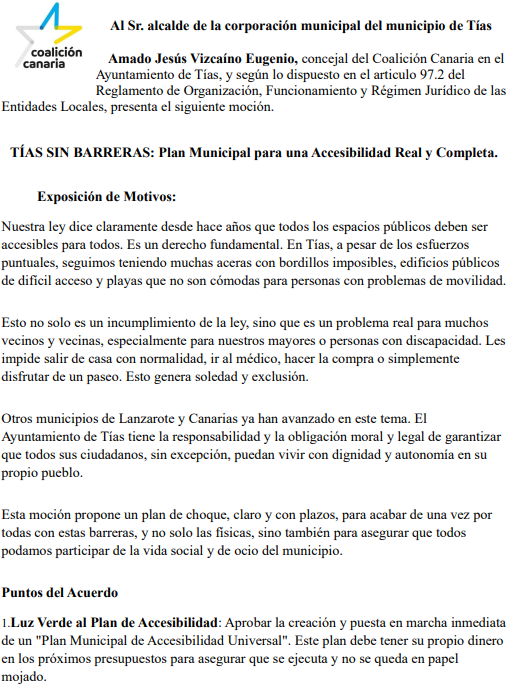 coalición
canaria
Al Sr. alcalde de la corporación municipal del municipio de Tías
Amado Jesús Vizcaíno Eugenio, concejal del Coalición Canaria en el
Ayuntamiento de Tías, y según lo dispuesto en el articulo 97.2 del
Reglamento de Organización, Funcionamiento y Régimen Jurídico de las
Entidades Locales, presenta el siguiente moción.
TÍAS SIN BARRERAS: Plan Municipal para una Accesibilidad Real y Completa.
Exposición de Motivos:
Nuestra ley dice claramente desde hace años que todos los espacios públicos deben ser
accesibles para todos. Es un derecho fundamental. En Tías, a pesar de los esfuerzos
puntuales, seguimos teniendo muchas aceras con bordillos imposibles, edificios públicos
de difícil acceso y playas que no son cómodas para personas con problemas de movilidad.
Esto no solo es un incumplimiento de la ley, sino que es un problema real para muchos
vecinos y vecinas, especialmente para nuestros mayores o personas con discapacidad. Les
impide salir de casa con normalidad, ir al médico, hacer la compra o simplemente
disfrutar de un paseo. Esto genera soledad y exclusión.
Otros municipios de Lanzarote y Canarias ya han avanzado en este tema. El
Ayuntamiento de Tías tiene la responsabilidad y la obligación moral y legal de garantizar
que todos sus ciudadanos, sin excepción, puedan vivir con dignidad y autonomía en su
propio pueblo.
Esta moción propone un plan de choque, claro y con plazos, para acabar de una vez por
todas con estas barreras, y no solo las físicas, sino también para asegurar que todos
podamos participar de la vida social y de ocio del municipio.
Puntos del Acuerdo
1.Luz Verde al Plan de Accesibilidad: Aprobar la creación y puesta en marcha inmediata
de un "Plan Municipal de Accesibilidad Universal". Este plan debe tener su propio dinero
en los próximos presupuestos para asegurar que se ejecuta y no se queda en papel
mojado.